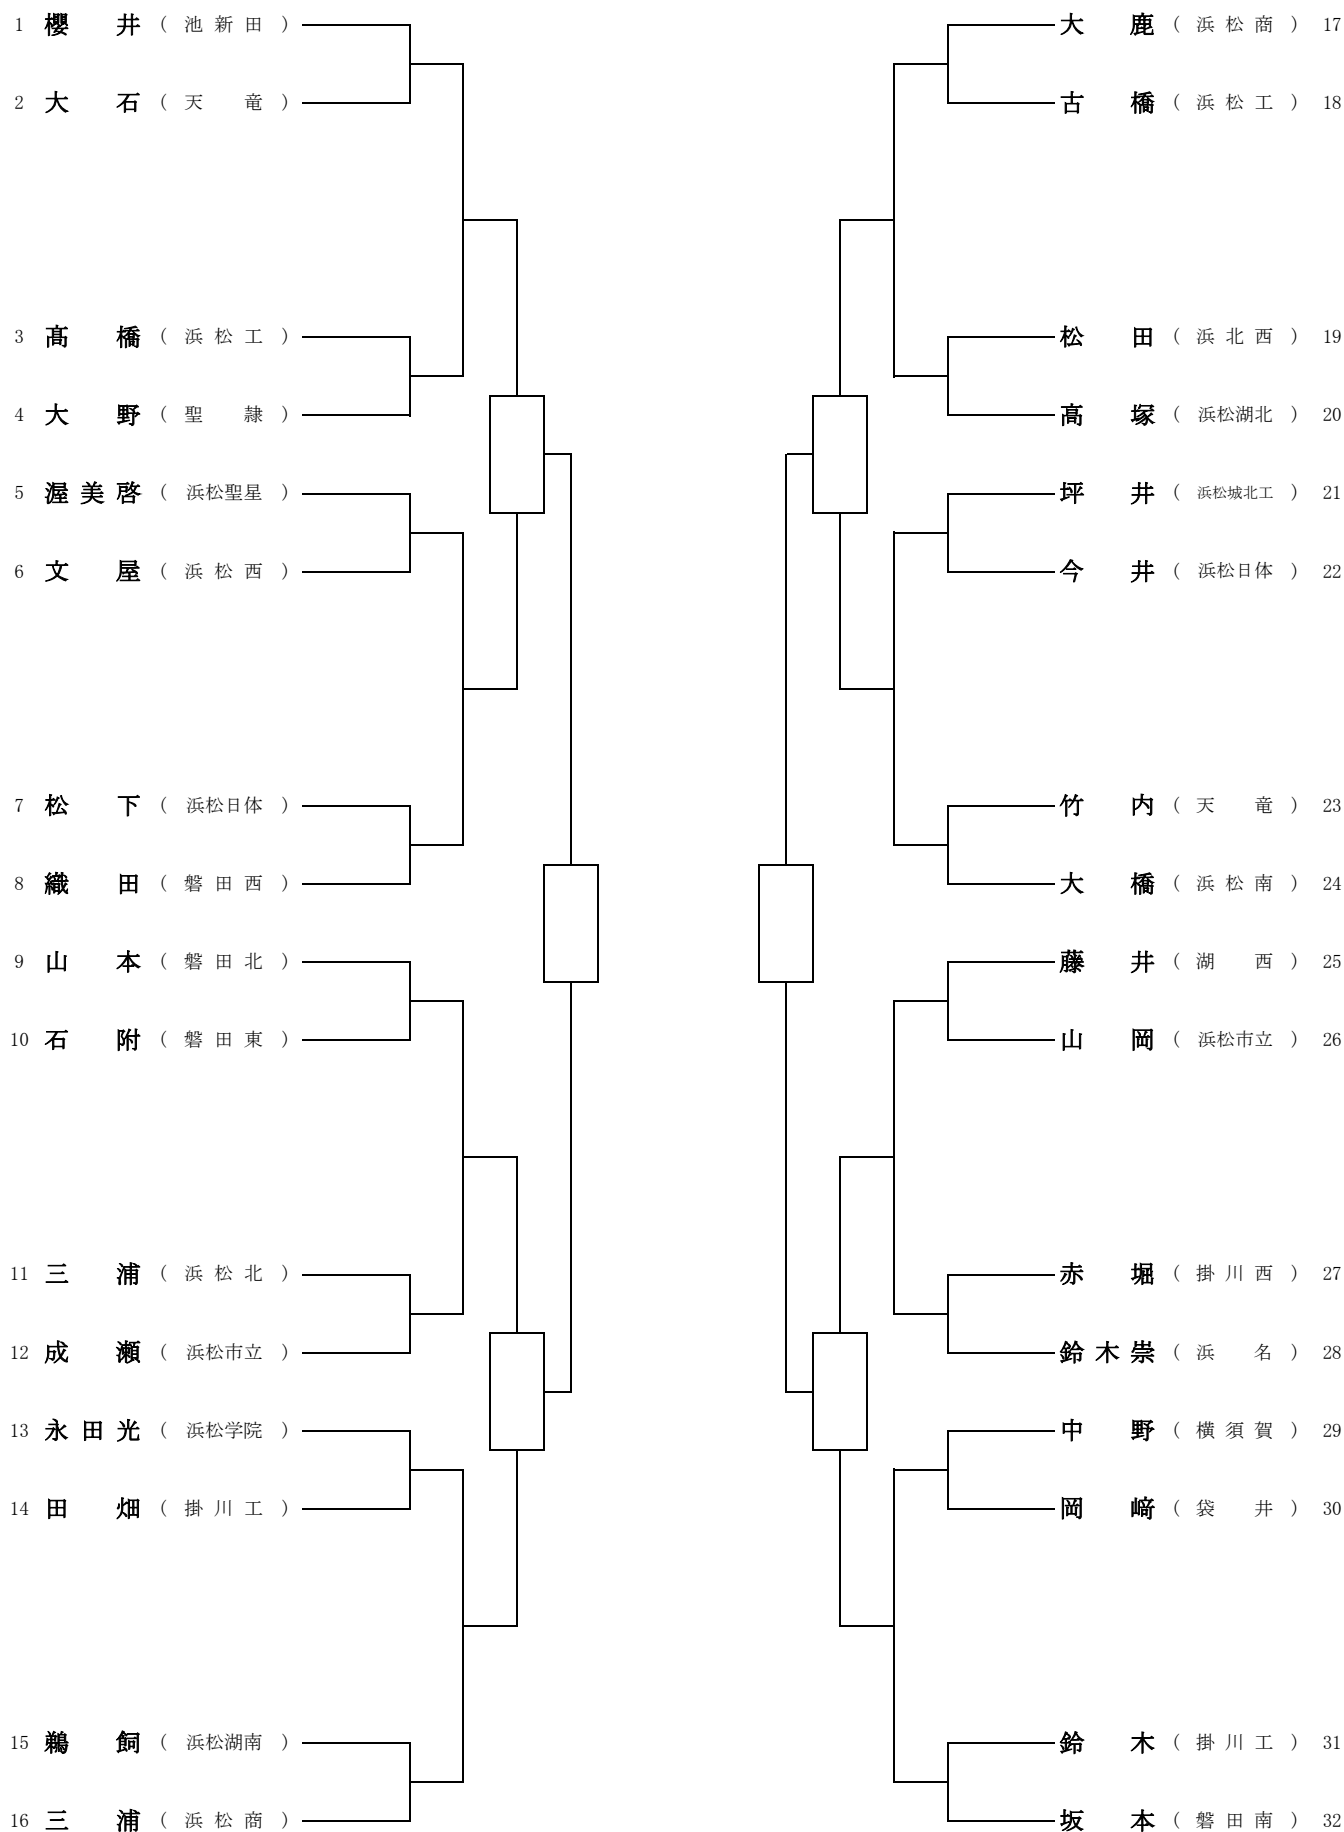 1 櫻井 （池新田）
2 大石 （天竜）
3 髙橋 （浜松工）
4 大野 （聖隷）
5 渥美啓 （浜松聖星）
6 文屋 （浜松西）
7 松下 （浜松日体）
8 織田 （磐田西）
9 山本 （磐田北）
10 石附 （磐田東）
11 三浦 （浜松北）
12 成瀬 （浜松市立）
13 永田光 （浜松学院）
14 田畑 （掛川工）
15 鵜飼 （浜松湖南）
16 三浦 （浜松商）
大鹿 （浜松商） 17
古橋 （浜松工） 18
松田 （浜北西） 19
髙塚 （浜松湖北） 20
坪井 （浜松城北工） 21
今井 （浜松日体） 22
竹内 （天竜） 23
大橋 （浜松南） 24
藤井 （湖西） 25
山岡 （浜松市立） 26
赤堀 （掛川西） 27
鈴木崇 （浜名） 28
中野 （横須賀） 29
岡﨑 （袋井） 30
鈴木 （掛川工） 31
坂本 （磐田南） 32